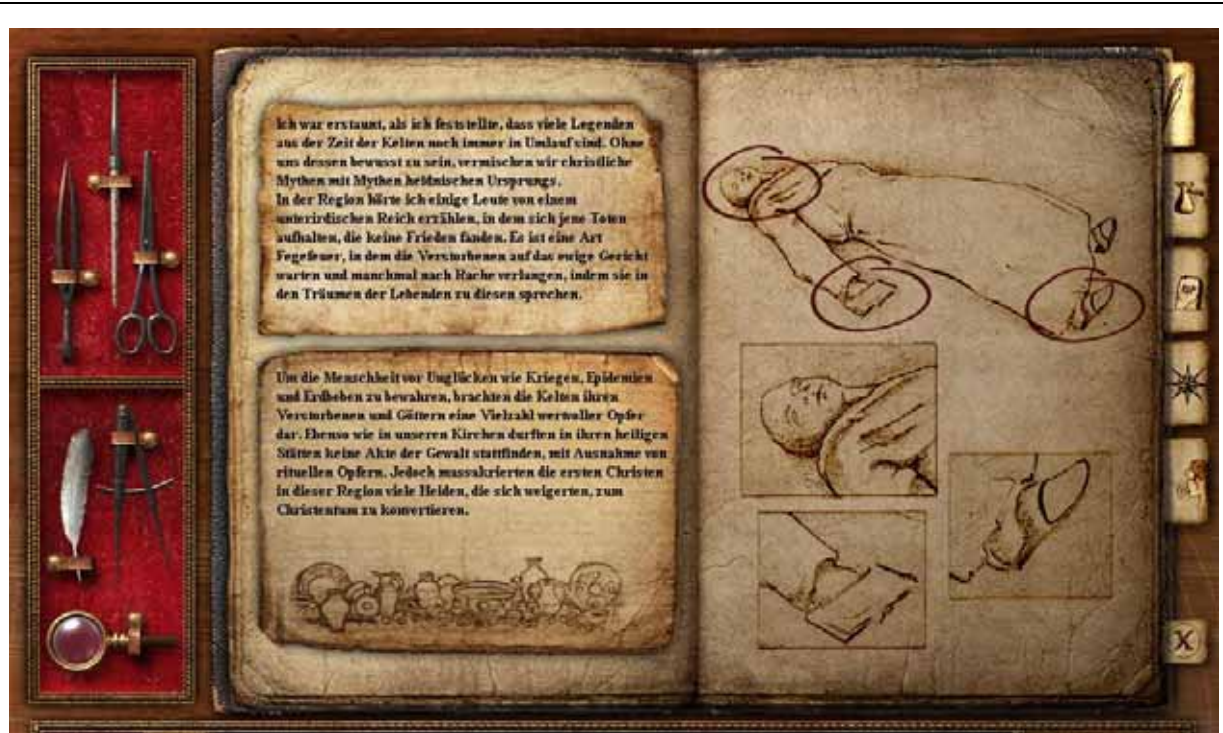 Ich war erstaunt, als ich feststellte, dass viele Legenden
aus der Zeit der Kelten noch immer in Umlauf sind. Ohne
uns dessen bewusst zu sein, vermischen wir christliche
Mythen mit Mythen heidnischen Ursprungs.
In der Region hörte ich einige Leute von einem
unterirdischen Reich erzählen, in dem sich jene Toten
aufhalten, die keine Frieden fanden. Es ist eine Art
Fegefeuer, in dem die Verstorbenen auf das ewige Gericht
warten und manchmal nach Rache verlangen, indem sie in
den Träumen der Lebenden zu diesen sprechen.
Um die Menschheit vor Unglücken wie Kriegen, Epidemien
und Erdbeben zu bewahren, brachten die Kelten ihren
Verstorbenen und Göttern eine Vielzahl wertvoller Opfer
dar. Ebenso wie in unseren Kirchen durften in ihren heiligen
Stätten keine Akte der Gewalt stattfinden, mit Ausnahme von
rituellen Opfern. Jedoch massakrierten die ersten Christen
in dieser Region viele Heiden, die sich weigerten, zum
Christentum zu konvertieren.
X